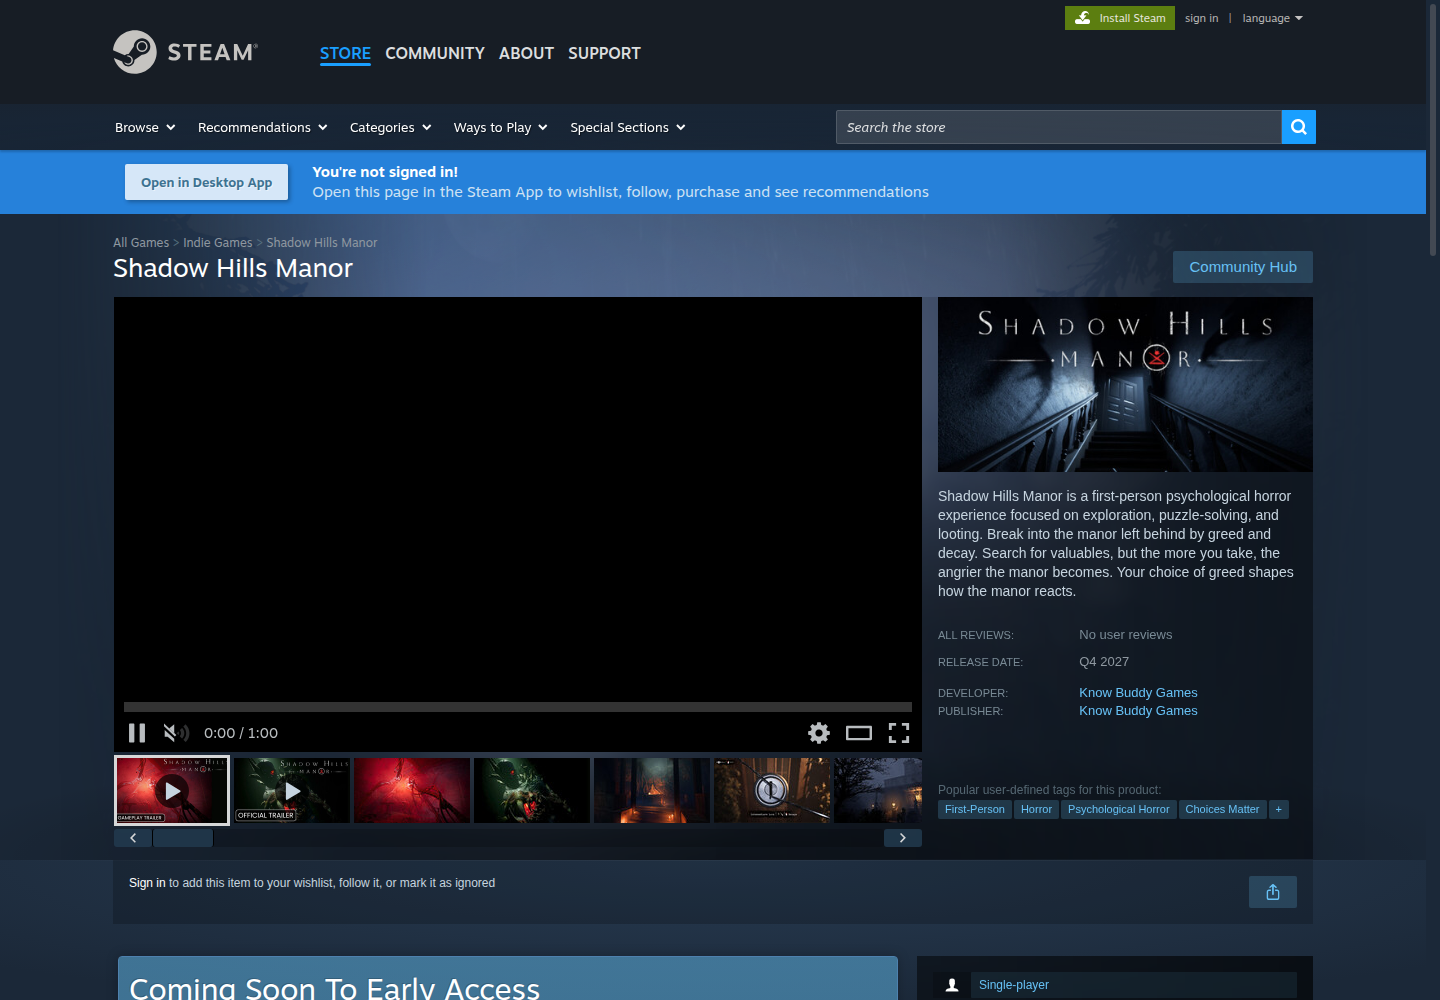 Install Steam
sign in | language
STEAM®
STORE COMMUNITY ABOUT SUPPORT
Browse Recommendations Categories Ways to Play Special Sections
Search the store
Open in Desktop App
You're not signed in!
Open this page in the Steam App to wishlist, follow, purchase and see recommendations
All Games > Indie Games > Shadow Hills Manor
Shadow Hills Manor
Community Hub
SHADOW HILLS
MANOR
Shadow Hills Manor is a first-person psychological horror
experience focused on exploration, puzzle-solving, and
looting. Break into the manor left behind by greed and
decay. Search for valuables, but the more you take, the
angrier the manor becomes. Your choice of greed shapes
how the manor reacts.
ALL REVIEWS: No user reviews
RELEASE DATE: Q4 2027
DEVELOPER: Know Buddy Games
PUBLISHER: Know Buddy Games
0:00 / 1:00
SHADOW HILL
MANOR
GAMEPLAY TRAILER
SHADOW HILLS
MANOR
OFFICIAL TRAILER
Popular user-defined tags for this product:
First-Person Horror Psychological Horror Choices Matter +
Sign in to add this item to your wishlist, follow it, or mark it as ignored
Coming Soon To Early Access
Single-player